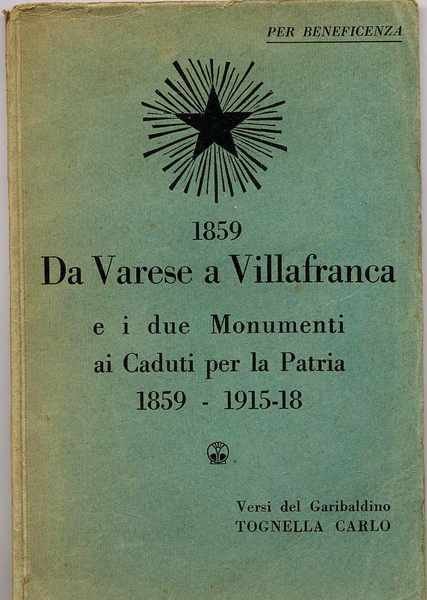 PER BENEFICENZA
1859
Da Varese a Villafranca
e i due Monumenti
ai Caduti per la Patria
1859 - 1915-18
Versi del Garibaldino
TOGNELLA CARLO